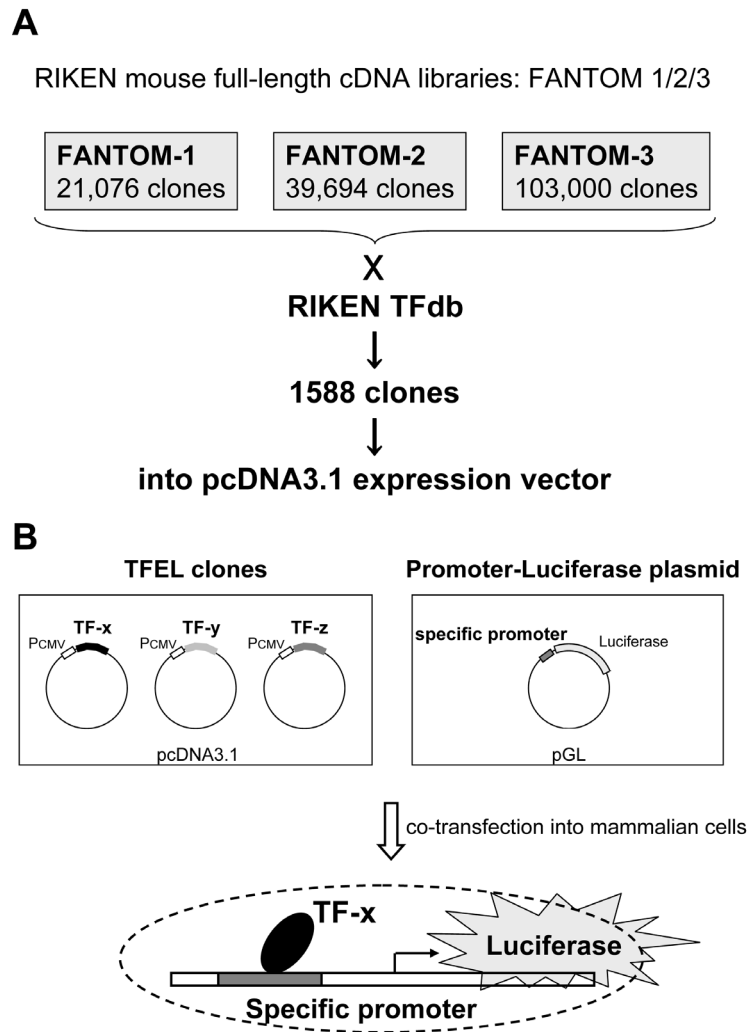 A
RIKEN mouse full-length cDNA libraries: FANTOM 1/2/3
FANTOM-1
21,076 clones
FANTOM-2
39,694 clones
FANTOM-3
103,000 clones
X
RIKEN TFdb
1588 clones
into pcDNA3.1 expression vector
B
TFEL clones
PCMV
TF-x
PCMV
TF-y
PCMV
TF-z
pcDNA3.1
Promoter-Luciferase plasmid
specific promoter
Luciferase
pGL
co-transfection into mammalian cells
TF-x
Luciferase
Specific promoter